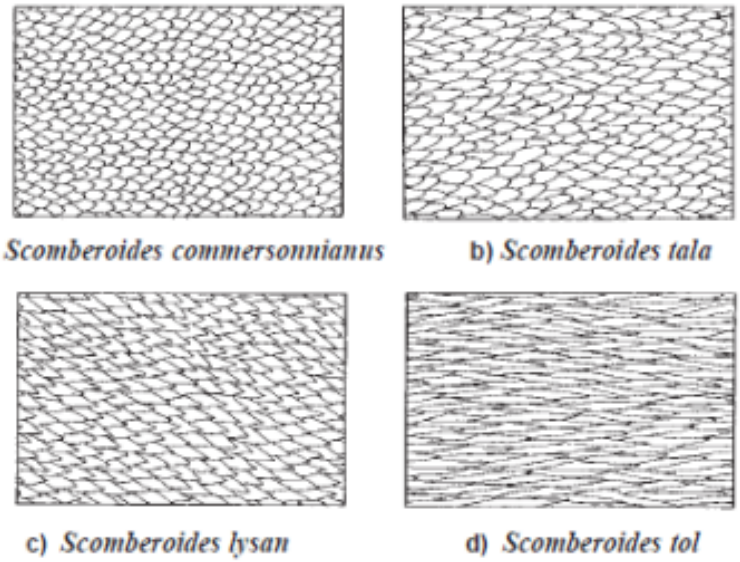 Scomberoides commersonnianus
b) Scomberoides tala
c) Scomberoides lysan
d) Scomberoides tol